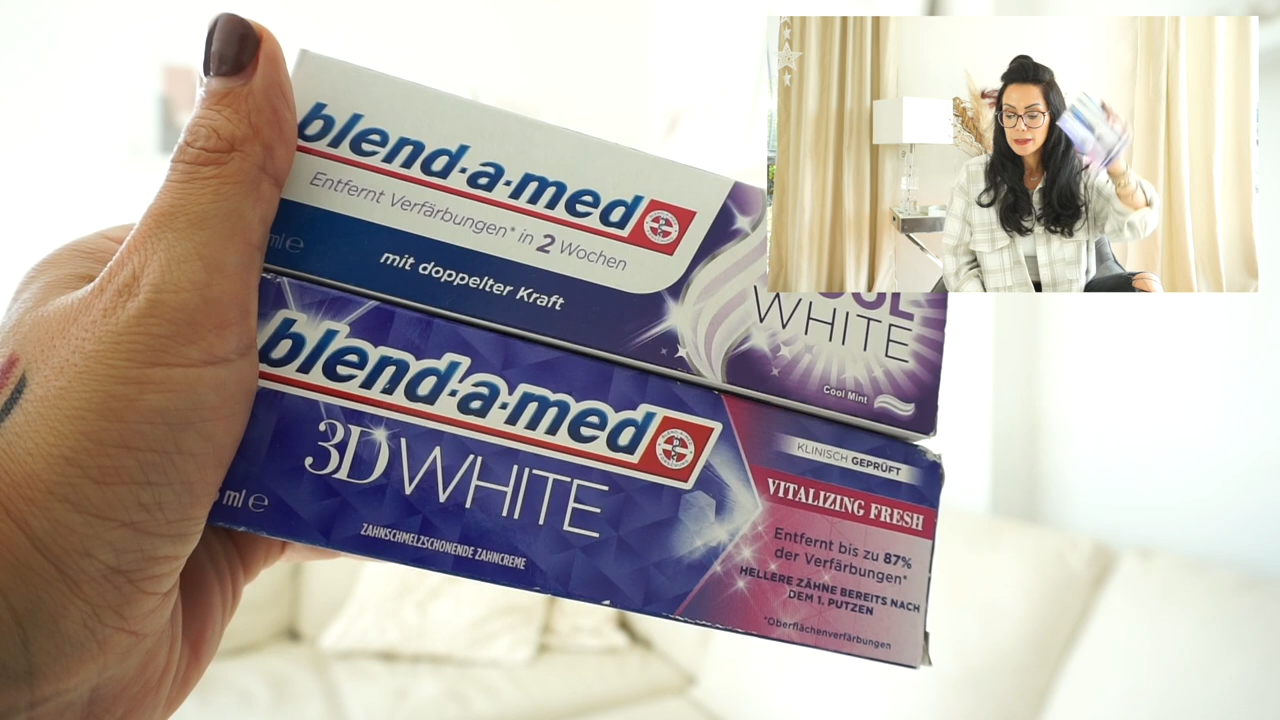 blend-a-med
Entfernt Verfärbungen* in 2 Wochen
ml e
mit doppelter Kraft
WHITE
Cool Mint
blend-a-med
3D WHITE
ml e
ZAHNSCHMELZSCHONENDE ZAHNCREME
KLINISCH GEPRÜFT
VITALIZING FRESH
Entfernt bis zu 87%
der Verfärbungen*
HELLERE ZÄHNE BEREITS NACH
DEM 1. PUTZEN
*Oberflächenverfärbungen